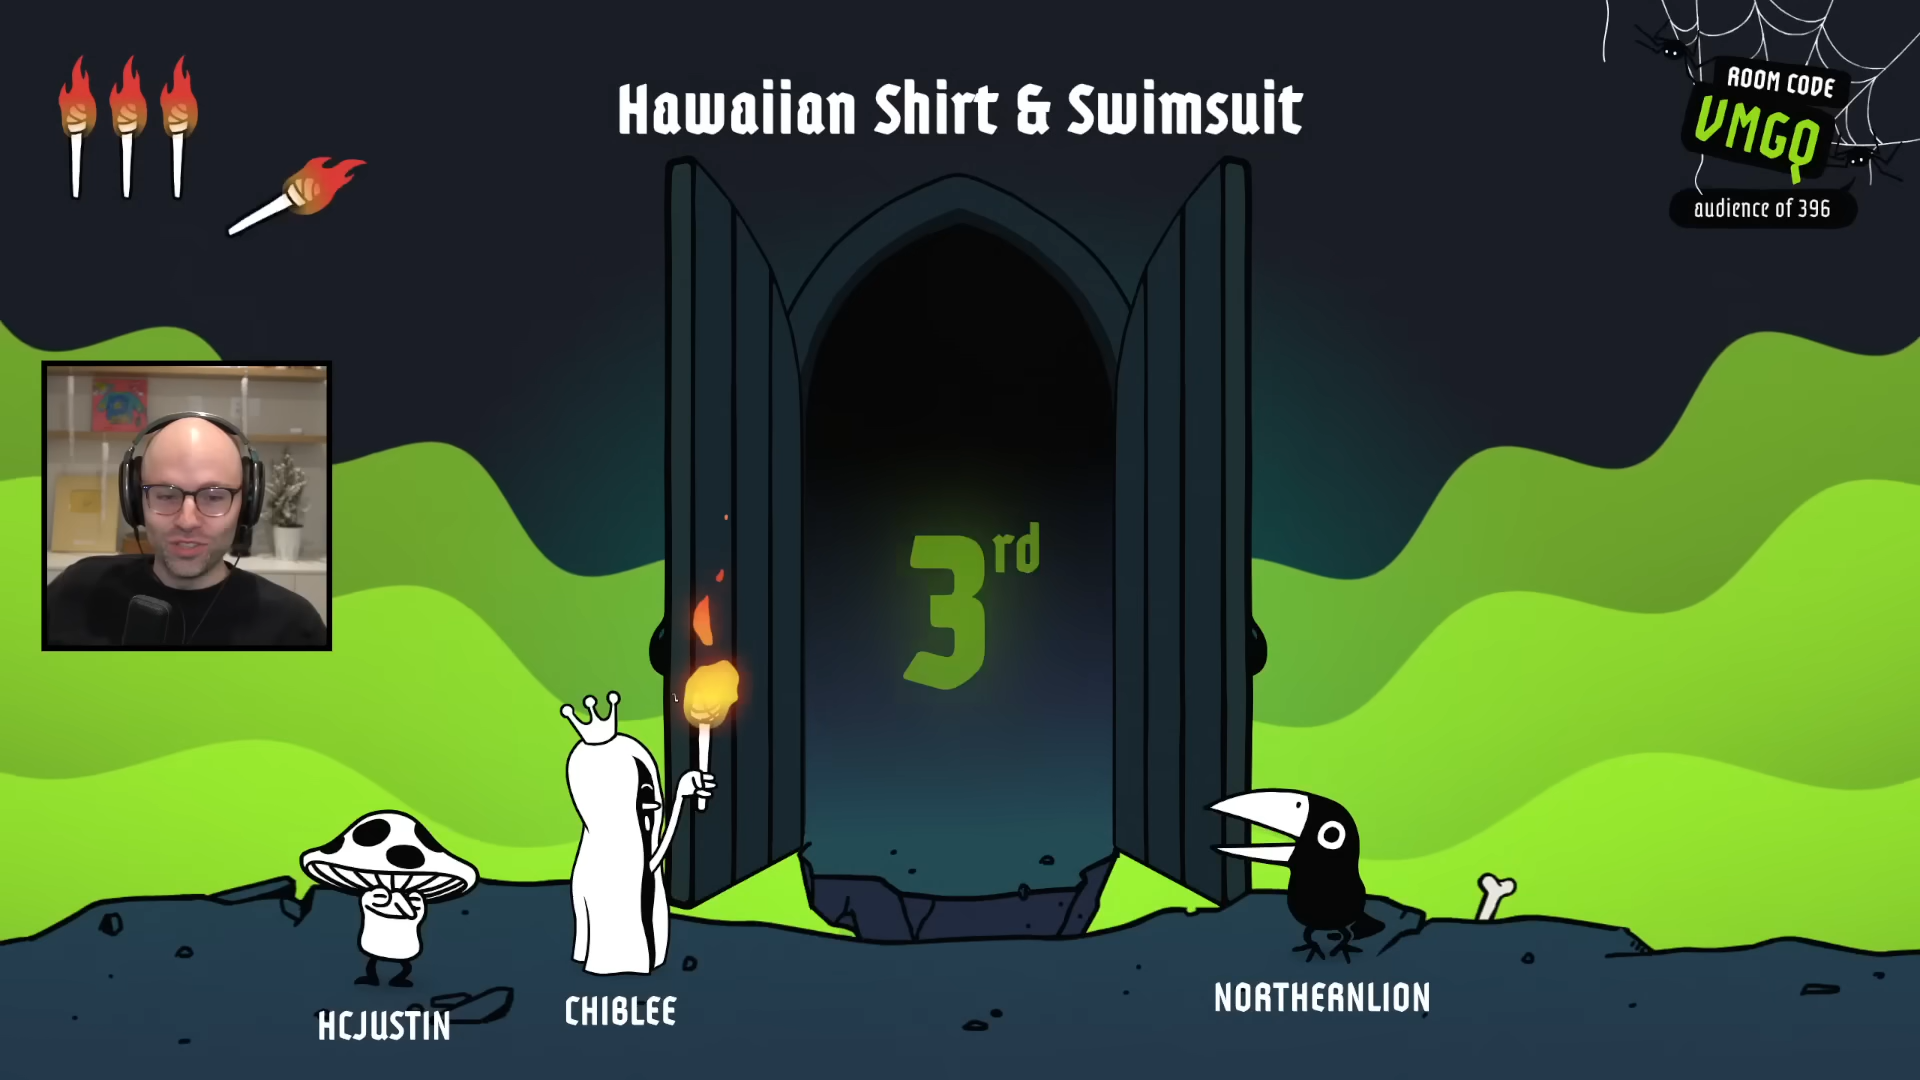 Hawaiian Shirt & Swimsuit
ROOM CODE
VMGQ
audience of 396
3rd
HCJUSTIN
CHIBLEE
NORTHERNLION